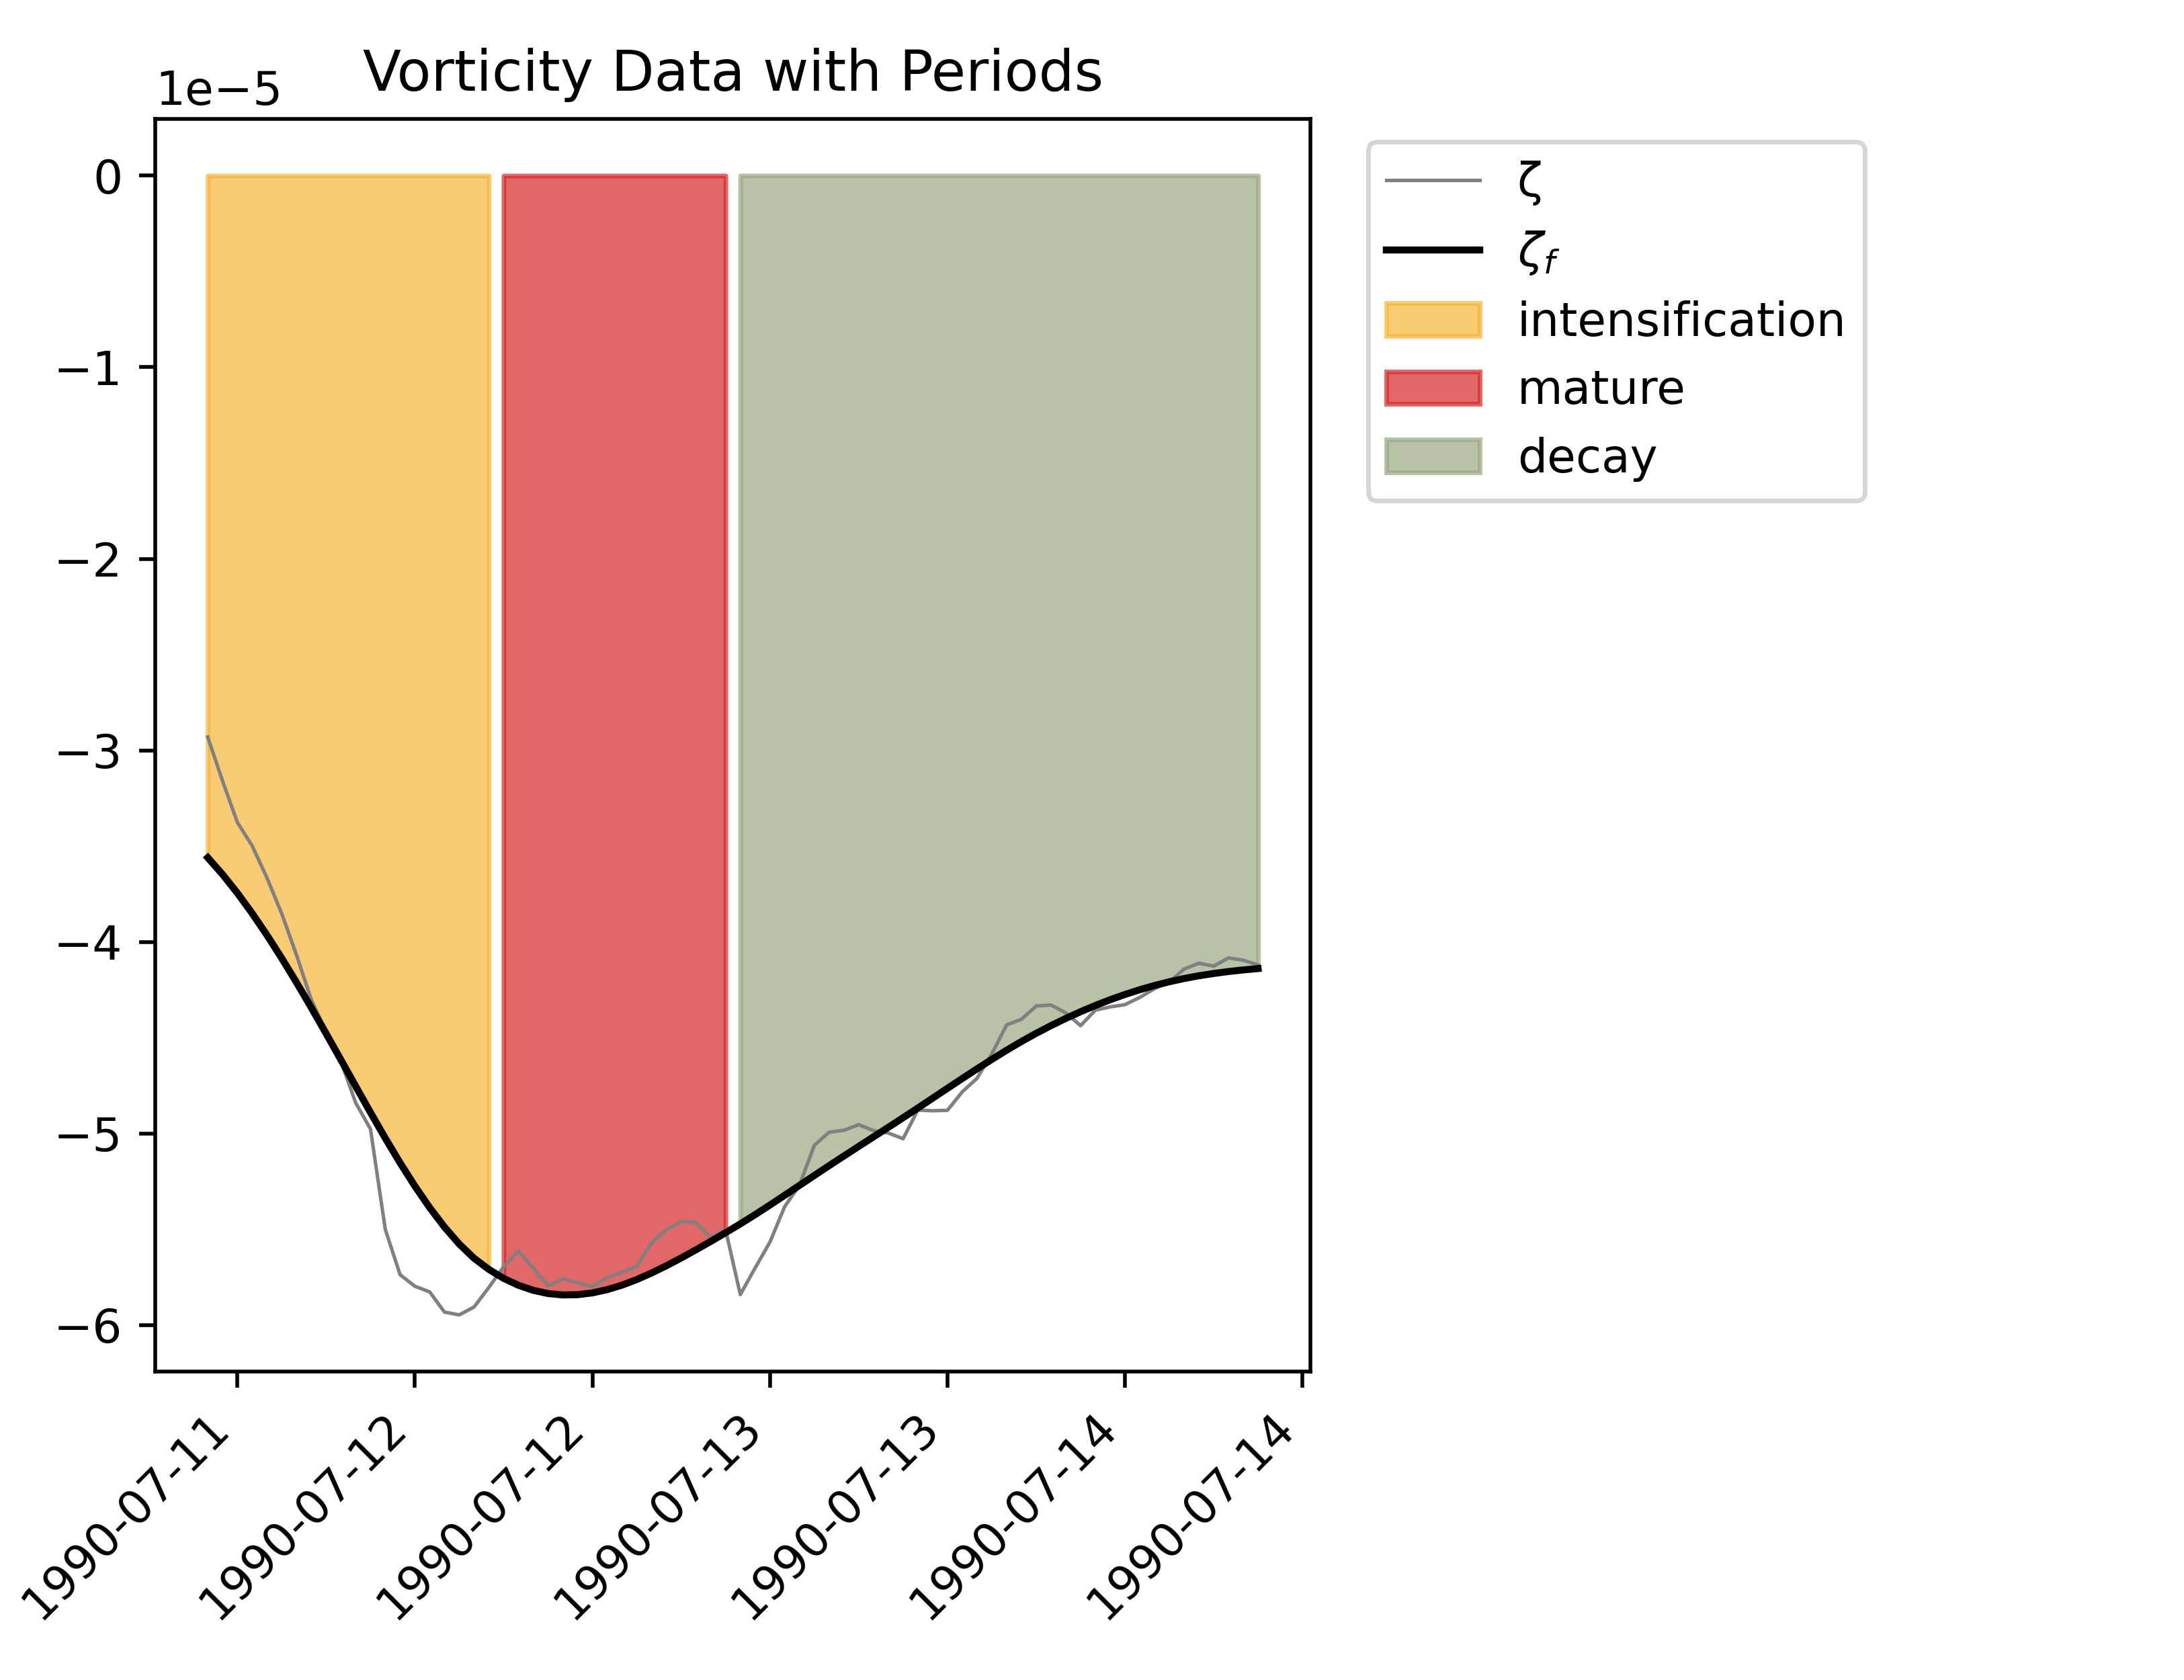 Vorticity Data with Periods
1e−5
0
−1
−2
−3
−4
−5
−6
1990-07-11
1990-07-12
1990-07-12
1990-07-13
1990-07-13
1990-07-14
1990-07-14
ζ
ζf
intensification
mature
decay